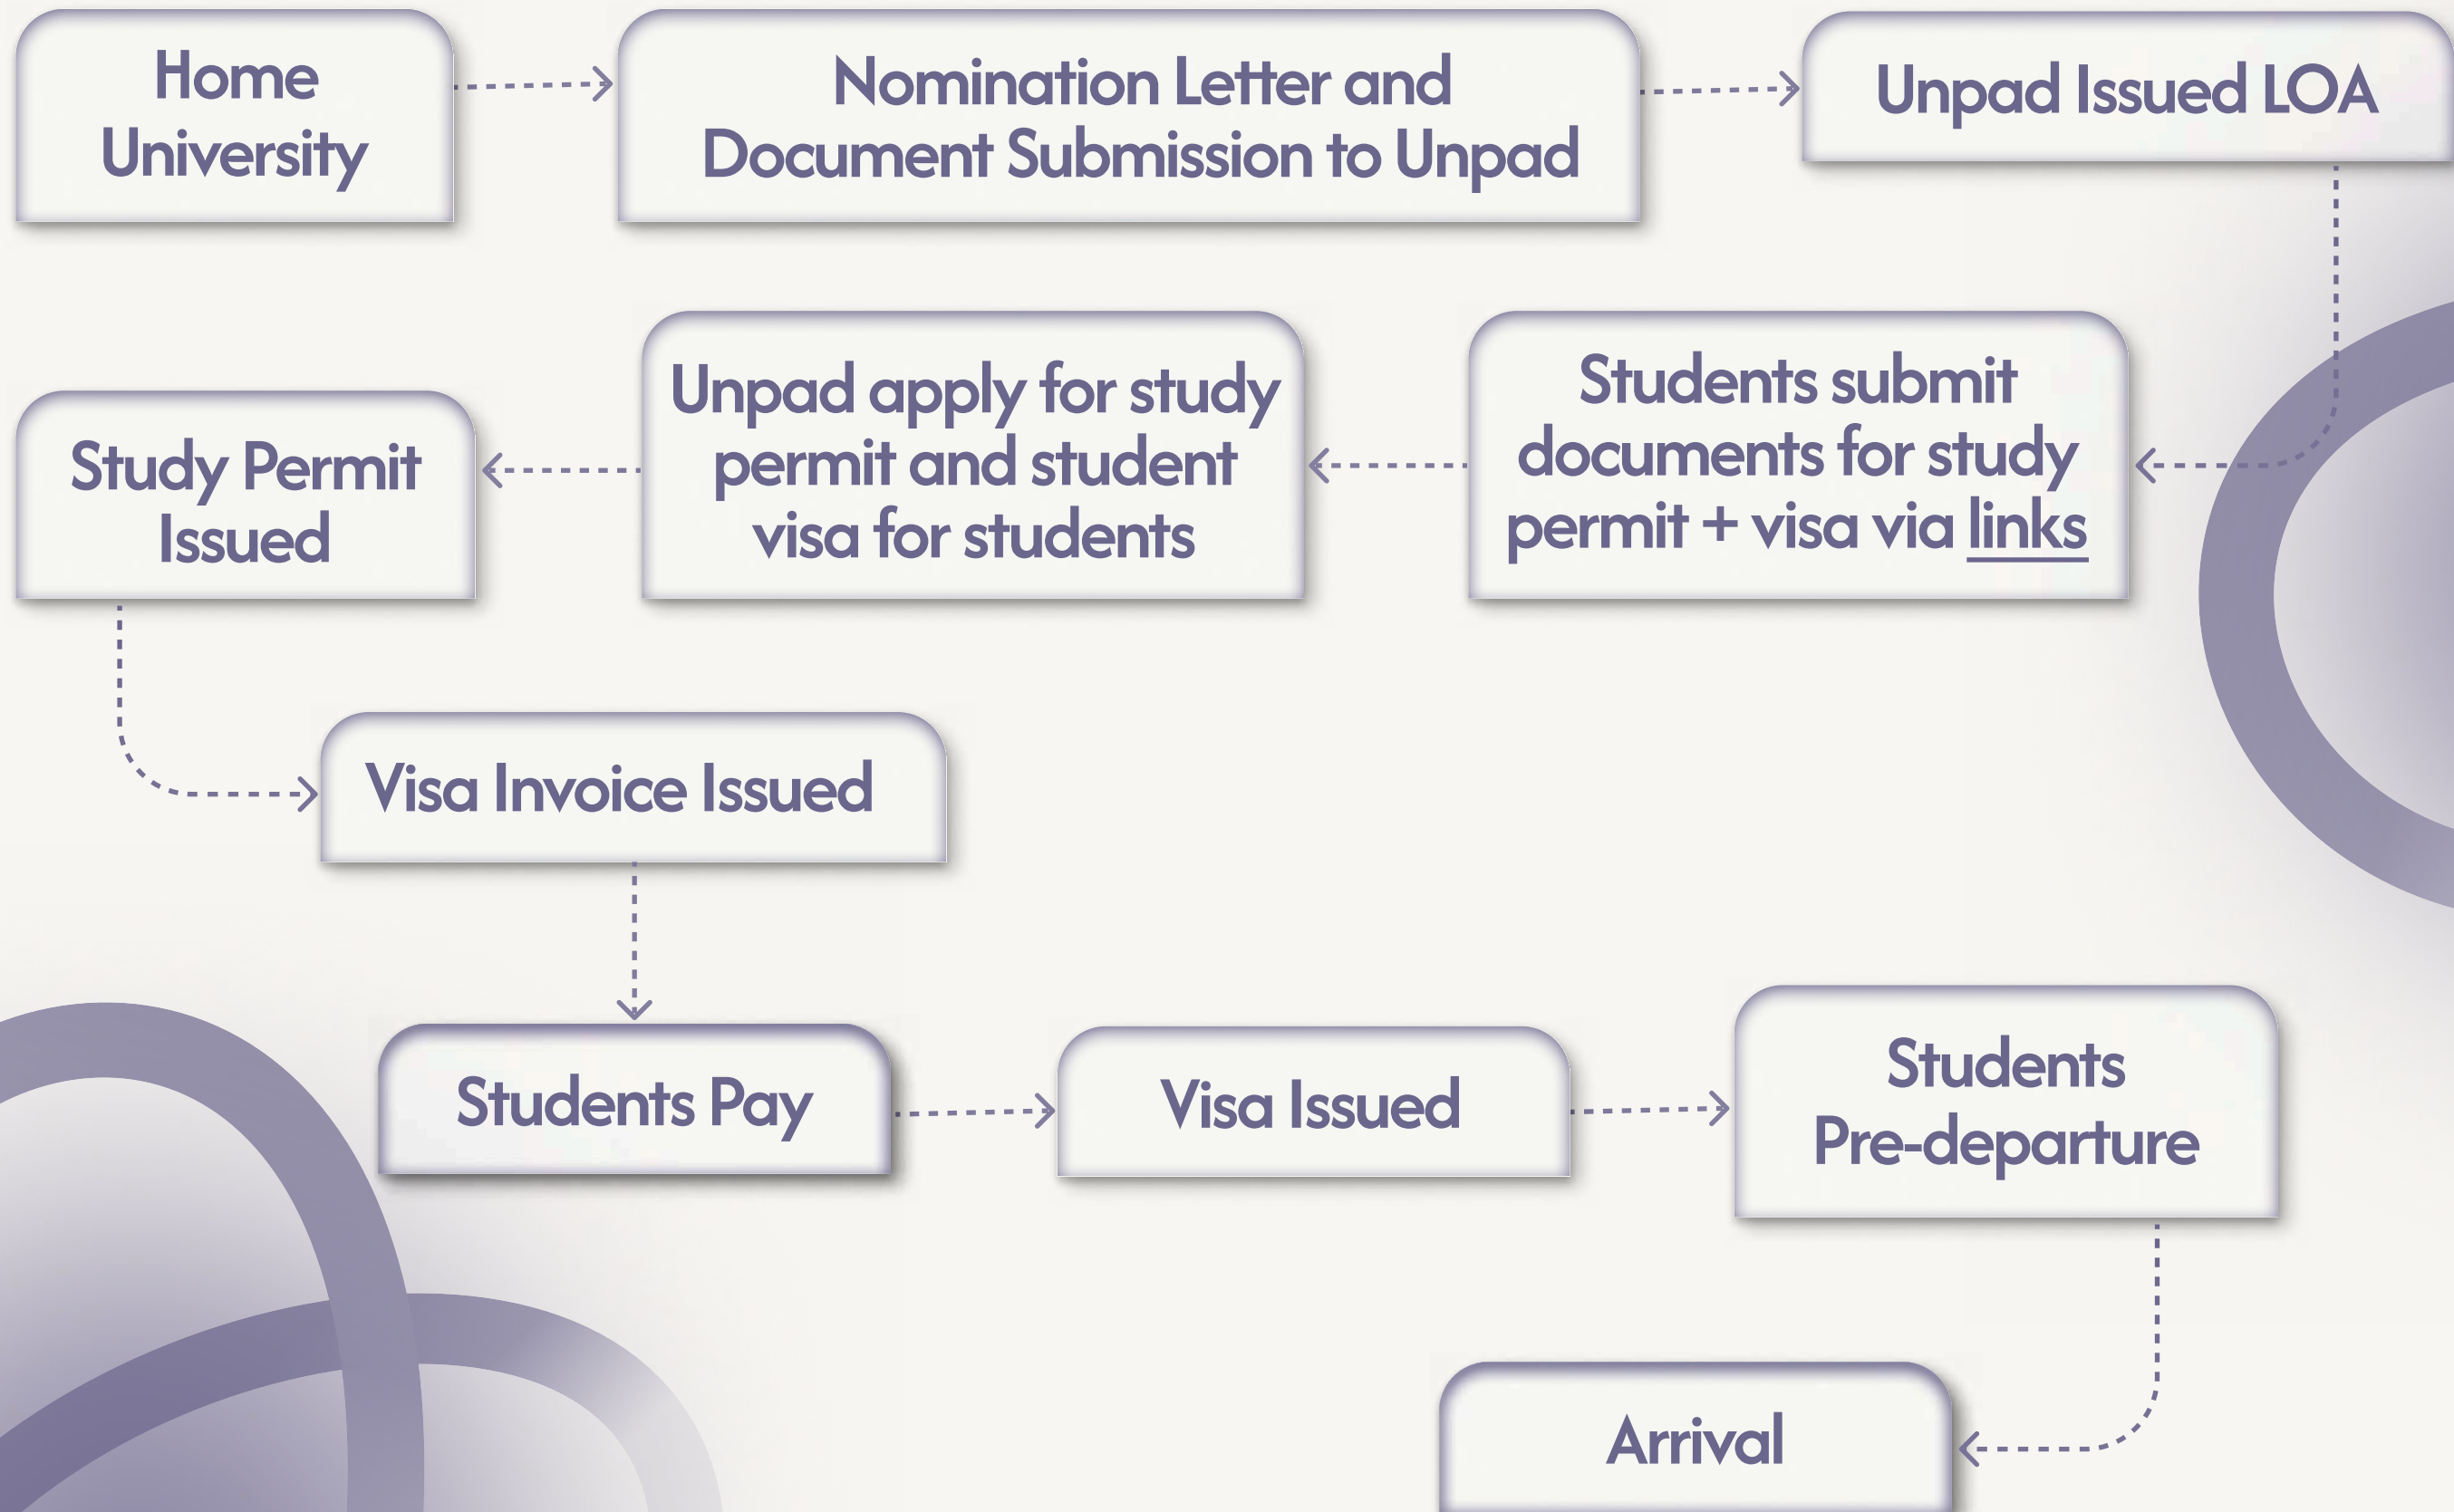 Home
University
Nomination Letter and
Document Submission to Unpad
Unpad Issued LOA
Students submit
documents for study
permit + visa via links
Unpad apply for study
permit and student
visa for students
Study Permit
Issued
Visa Invoice Issued
Students Pay
Visa Issued
Students
Pre-departure
Arrival